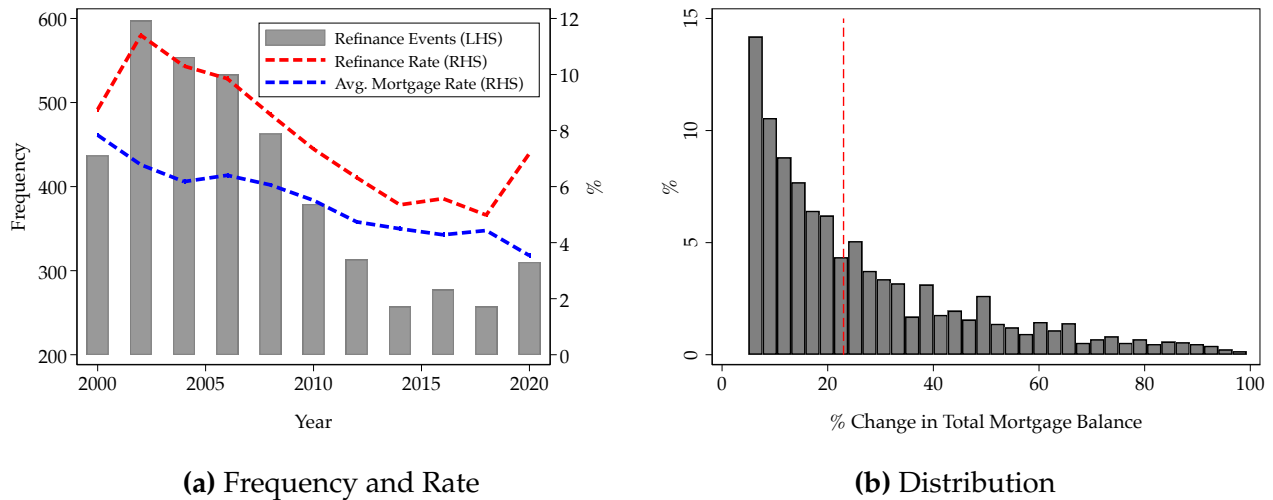 600
500
400
300
200
Frequency
12
10
8
6
4
2
0
%
Refinance Events (LHS)
Refinance Rate (RHS)
Avg. Mortgage Rate (RHS)
2000 2005 2010 2015 2020
Year
(a) Frequency and Rate
15
10
5
0
%
0 20 40 60 80 100
% Change in Total Mortgage Balance
(b) Distribution